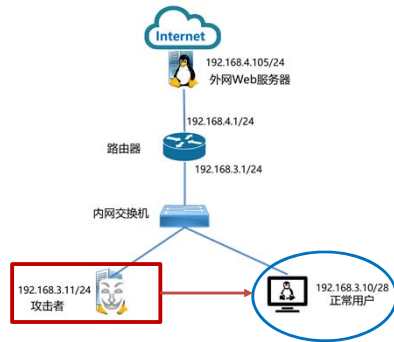 Internet
192.168.4.105/24
外网Web服务器
192.168.4.1/24
路由器
192.168.3.1/24
内网交换机
192.168.3.11/24
攻击者
192.168.3.10/28
正常用户